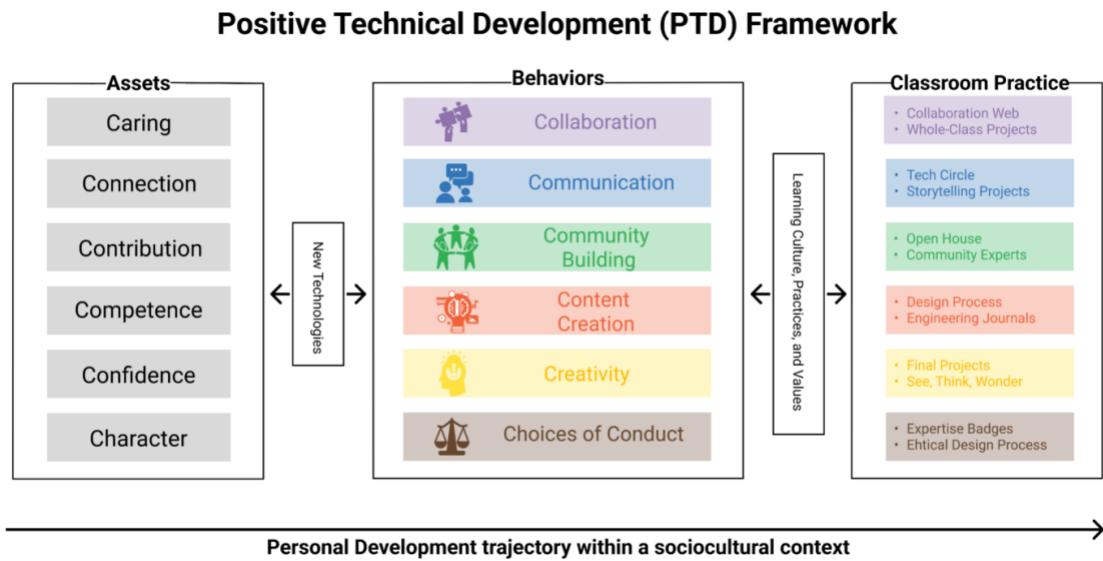 Positive Technical Development (PTD) Framework
Assets
Caring
Connection
Contribution
Competence
Confidence
Character
New Technologies
Behaviors
Collaboration
Communication
Community
Building
Content
Creation
Creativity
Choices of Conduct
Learning Culture, Practices, and Values
Classroom Practice
• Collaboration Web
• Whole-Class Projects
• Tech Circle
• Storytelling Projects
• Open House
• Community Experts
• Design Process
• Engineering Journals
• Final Projects
• See, Think, Wonder
• Expertise Badges
• Ehtical Design Process
Personal Development trajectory within a sociocultural context